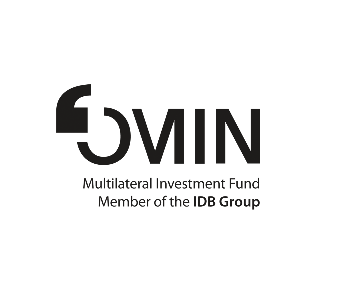 FOMIN
Multilateral Investment Fund
Member of the IDB Group